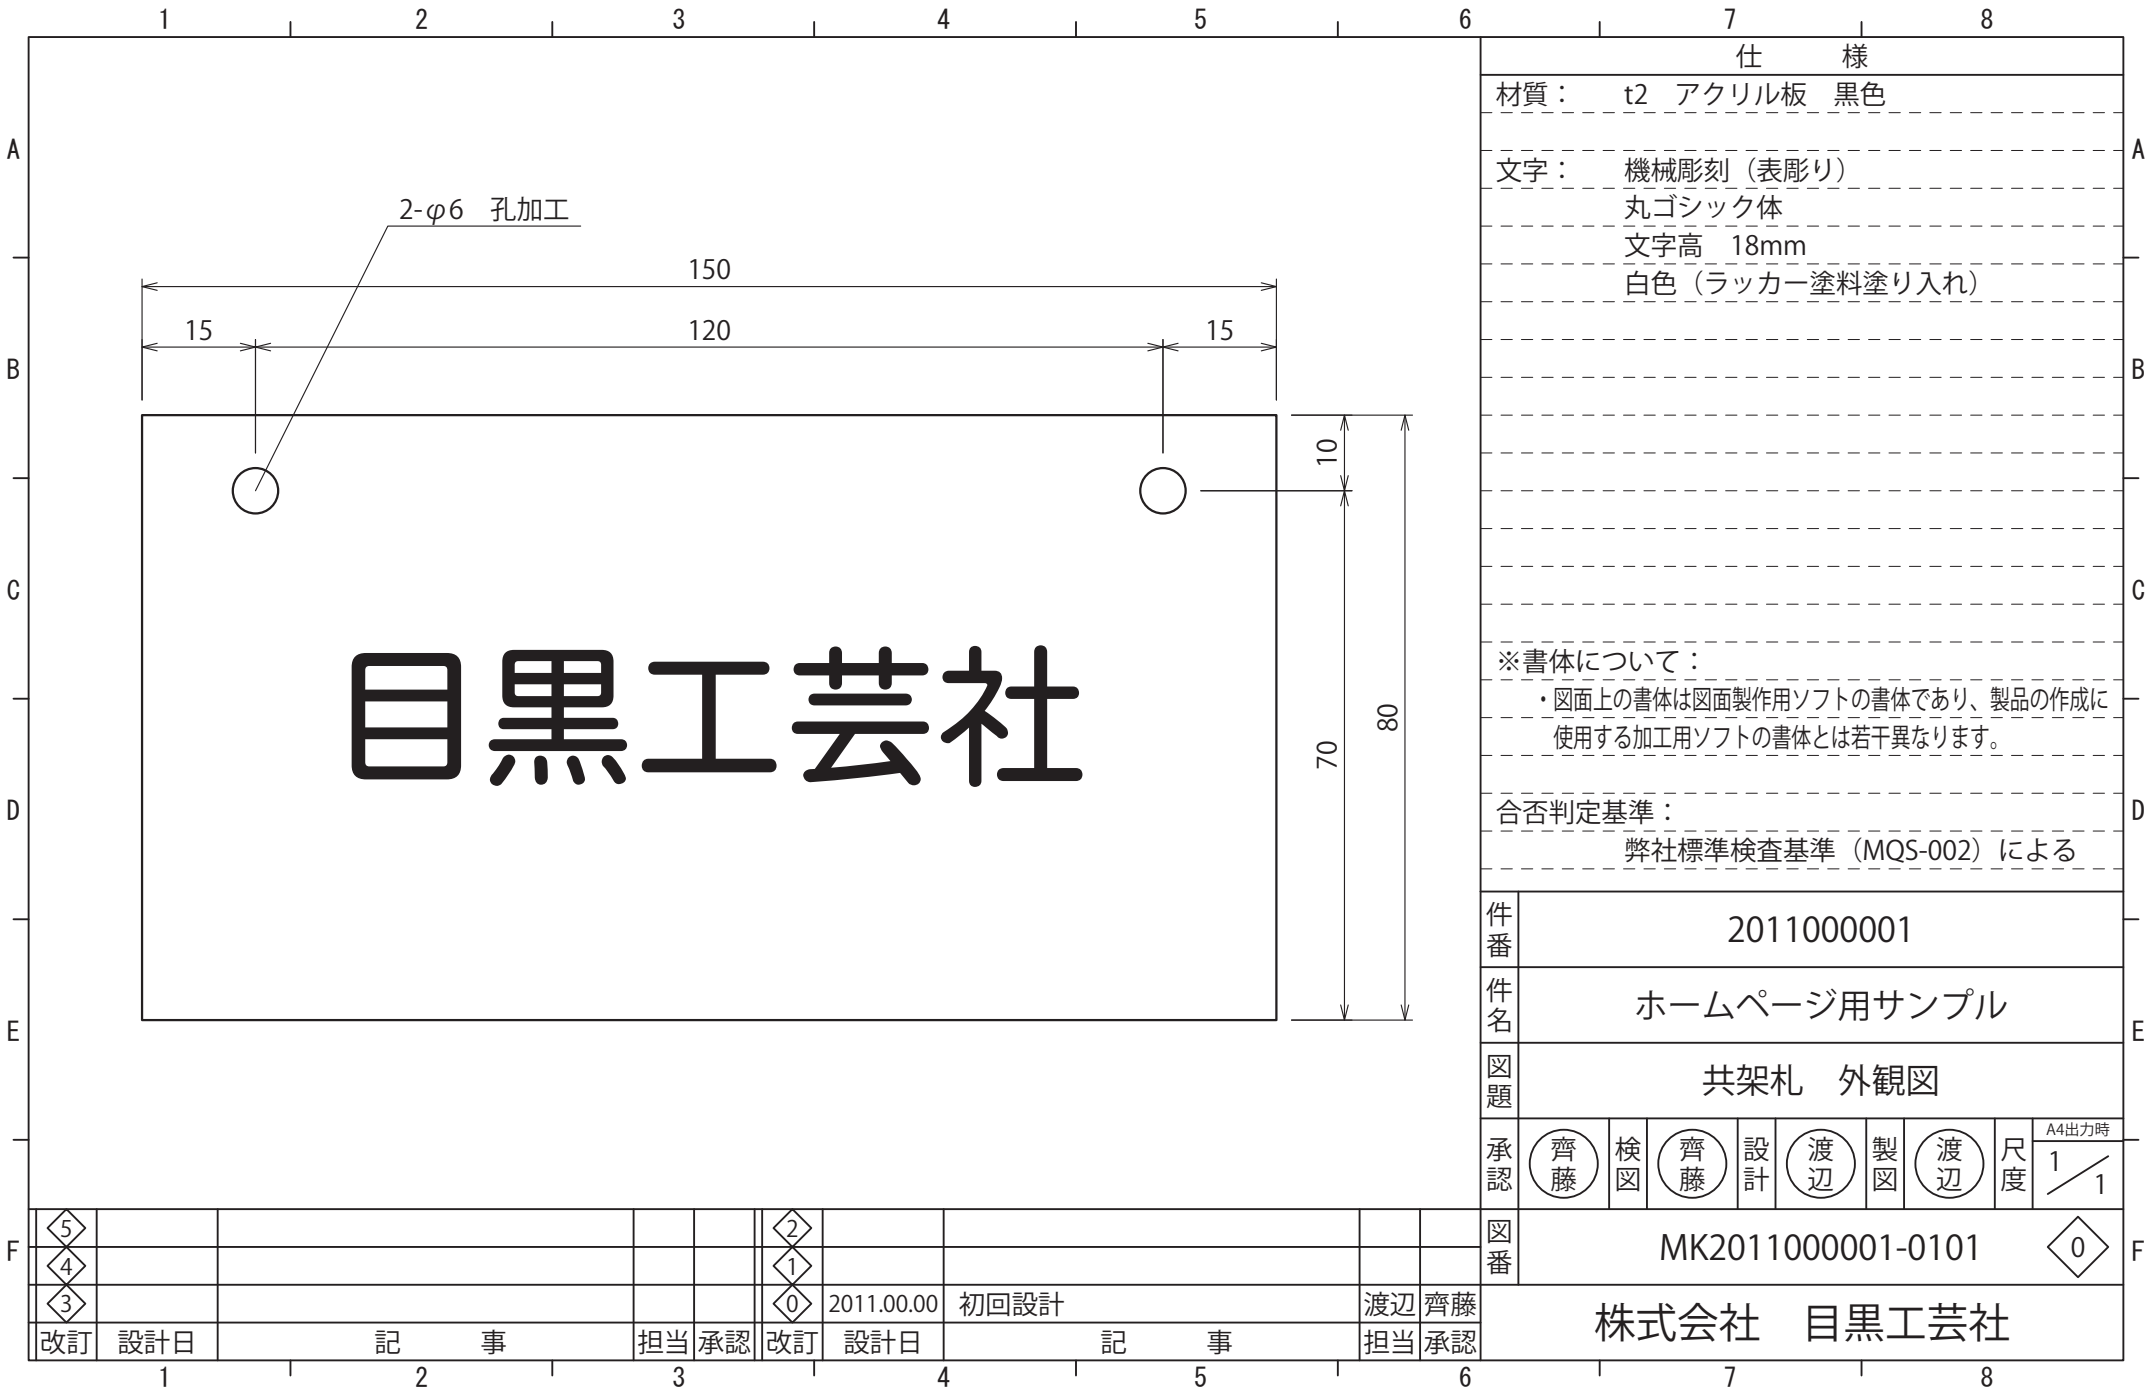 1 2 3 4 5 6 7 8
A
B
C
D
E
F
2-φ6　孔加工
150
15 120 15
10
80
70
目黒工芸社
仕　様
材質： t2　アクリル板　黒色
文字： 機械彫刻（表彫り）
丸ゴシック体
文字高　18mm
白色（ラッカー塗料塗り入れ）
※書体について：
・図面上の書体は図面製作用ソフトの書体であり、製品の作成に
使用する加工用ソフトの書体とは若干異なります。
合否判定基準：
弊社標準検査基準（MQS-002）による
A
B
C
D
E
F
件番 2011000001
件名 ホームページ用サンプル
図題 共架札　外観図
承認 齊藤 検図 齊藤 設計 渡辺 製図 渡辺 尺度 A4出力時 1/1
図番 MK2011000001-0101 0
株式会社　目黒工芸社
5 2
4 1
3 0 2011.00.00 初回設計 渡辺 齊藤
改訂 設計日 記　事 担当 承認 改訂 設計日 記　事 担当 承認
1 2 3 4 5 6 7 8